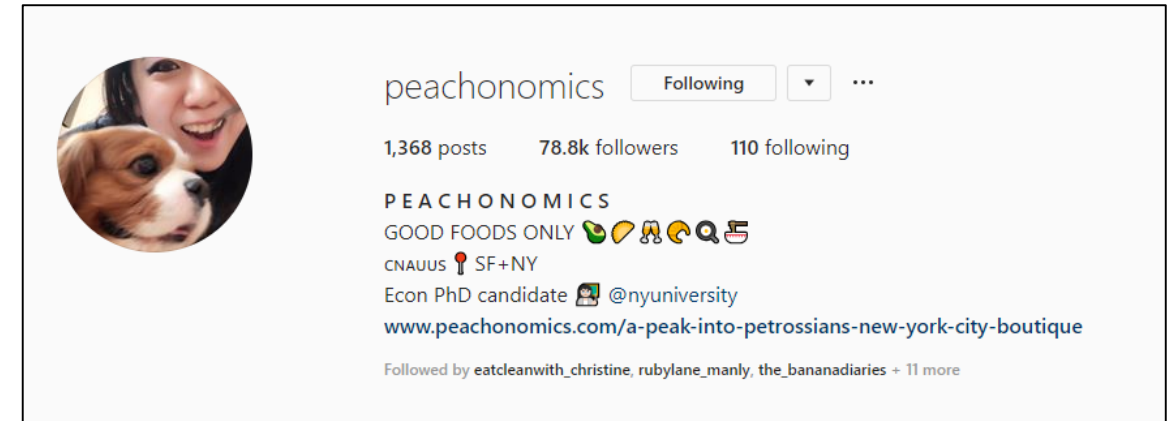 peachonomics Following ▼ ...
1,368 posts 78.8k followers 110 following
P E A C H O N O M I C S
GOOD FOODS ONLY 🥑🌮🥂🥐🍳🍜
CNAUUS 📍 SF+NY
Econ PhD candidate 👩🏻‍🏫 @nyuniversity
www.peachonomics.com/a-peak-into-petrossians-new-york-city-boutique
Followed by eatcleanwith_christine, rubylane_manly, the_bananadiaries + 11 more